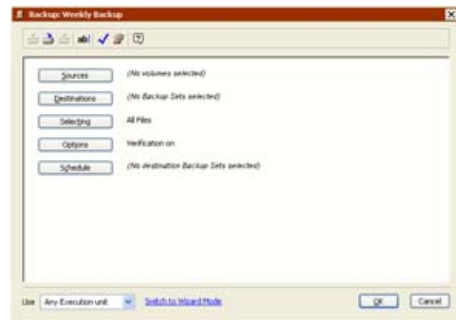 Backup: Weekly Backup
ab|
Sources (No volumes selected)
Destinations (No Backup Sets selected)
Selecting All Files
Options Verification on
Schedule (No destination Backup Sets selected)
Use Any Execution unit Switch to Wizard Mode OK Cancel